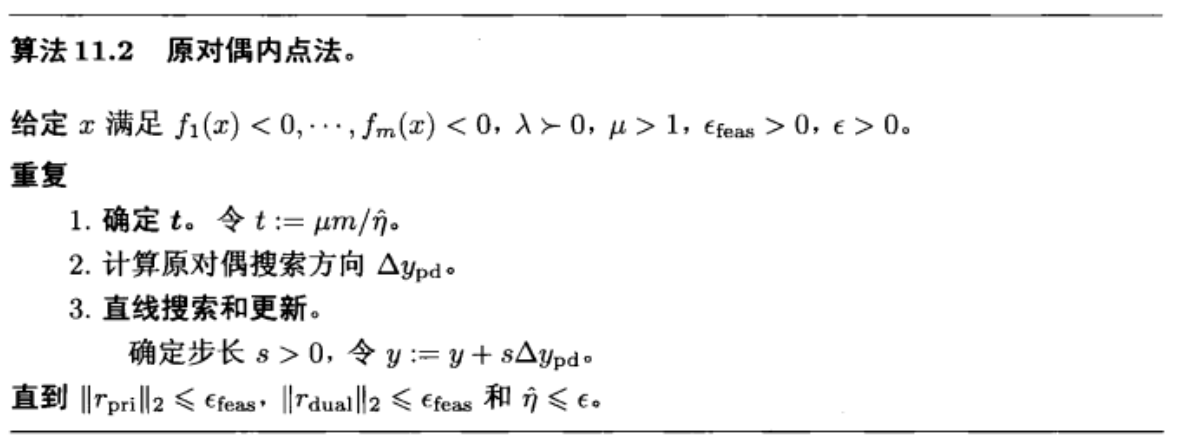 算法 11.2 原对偶内点法。
给定 x 满足 f₁(x) < 0, ⋯, fₘ(x) < 0, λ ≻ 0, μ > 1, ϵ_feas > 0, ϵ > 0。
重复
1. 确定 t。 令 t := μm/η̂。
2. 计算原对偶搜索方向 Δy_pd。
3. 直线搜索和更新。
确定步长 s > 0, 令 y := y + sΔy_pd。
直到 ‖r_pri‖₂ ⩽ ϵ_feas, ‖r_dual‖₂ ⩽ ϵ_feas 和 η̂ ⩽ ϵ。